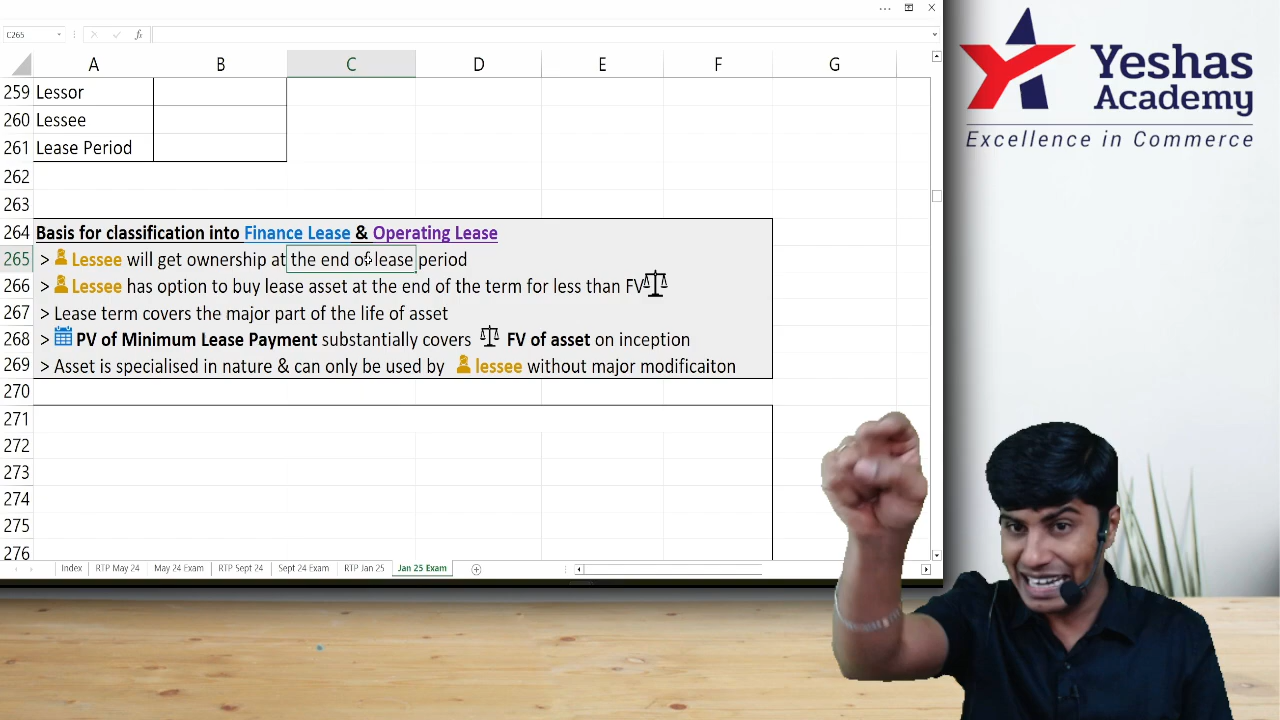 C265
fx
A B C D E F G
259 Lessor
260 Lessee
261 Lease Period
262
263
264 Basis for classification into Finance Lease & Operating Lease
265 > Lessee will get ownership at the end of lease period
266 > Lessee has option to buy lease asset at the end of the term for less than FV
267 > Lease term covers the major part of the life of asset
268 > PV of Minimum Lease Payment substantially covers FV of asset on inception
269 > Asset is specialised in nature & can only be used by lessee without major modificaiton
270
271
272
273
274
275
276
Index RTP May 24 May 24 Exam RTP Sept 24 Sept 24 Exam RTP Jan 25 Jan 25 Exam
Yeshas
Academy
Excellence in Commerce